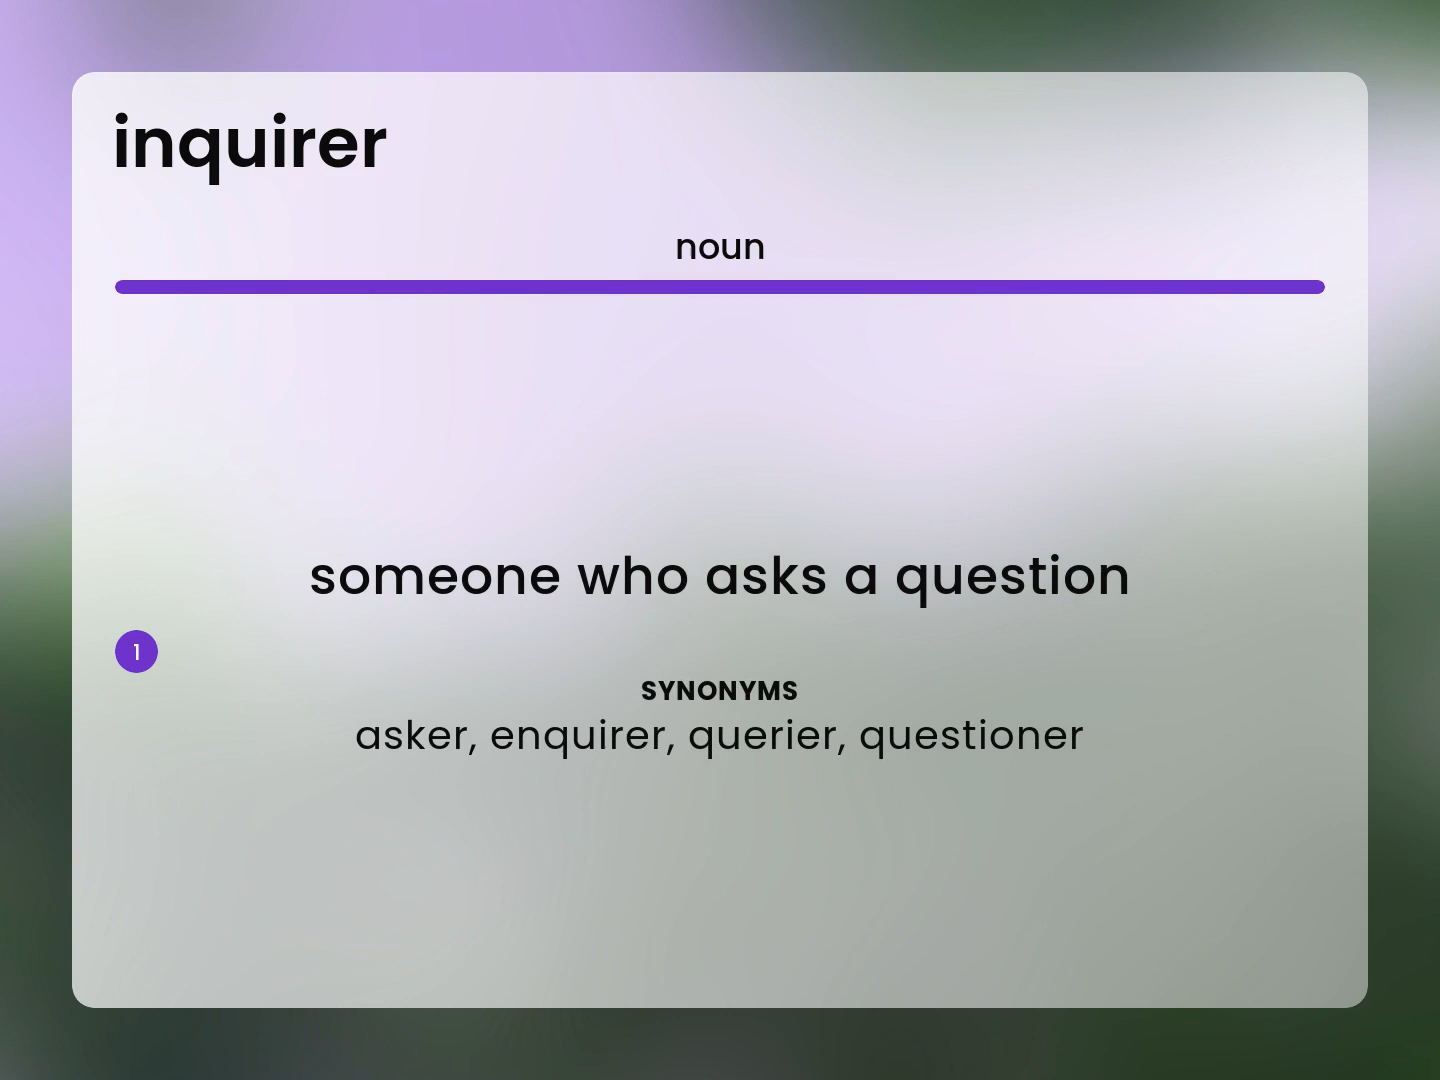 inquirer
noun
someone who asks a question
1
SYNONYMS
asker, enquirer, querier, questioner